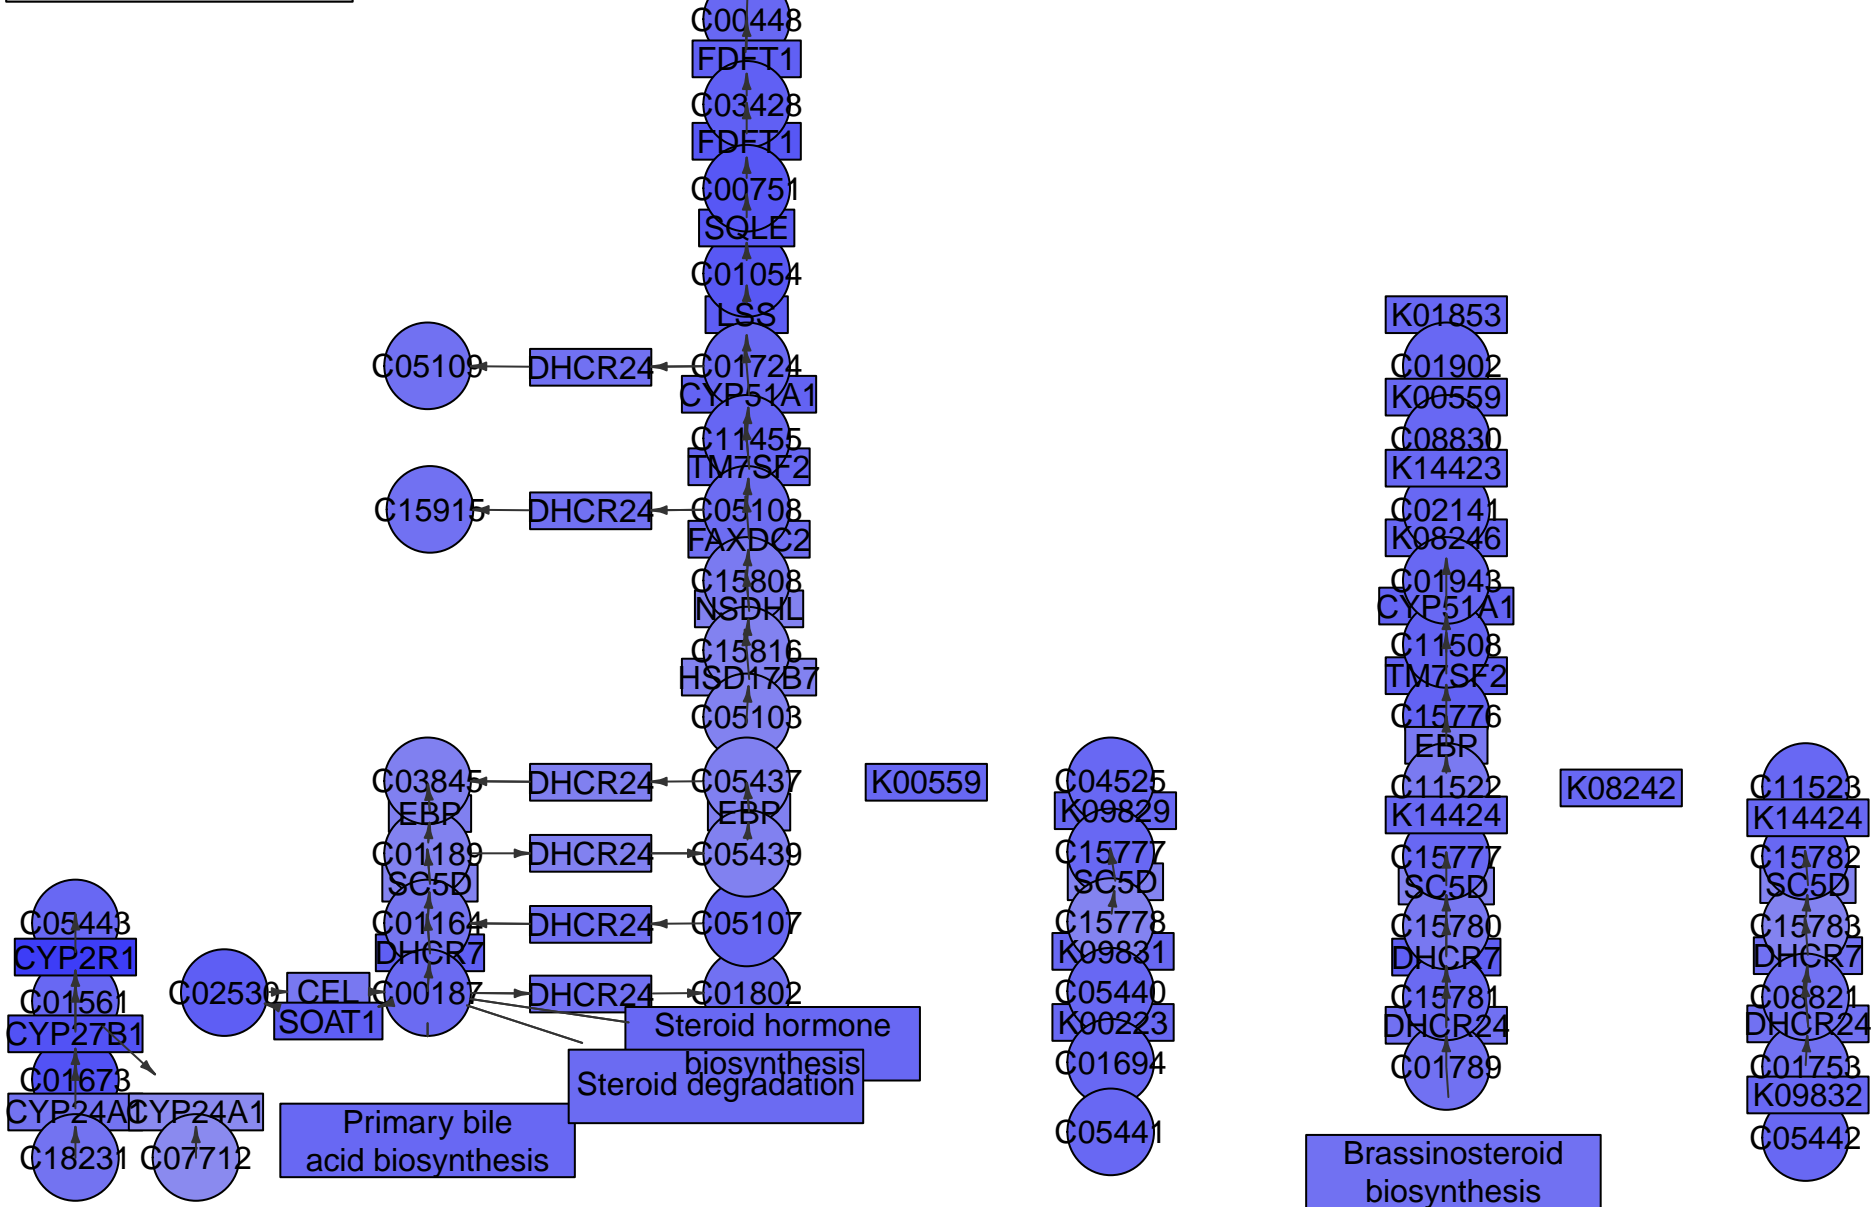 C00448
FDFT1
C03428
FDFT1
C00751
SQLE
C01054
LSS
C05109
DHCR24
C01724
CYP51A1
C11455
TM7SF2
C15915
DHCR24
C05108
FAXDC2
C15808
NSDHL
C15816
HSD17B7
C05103
C03845
DHCR24
C05437
EBP
EBP
C01189
DHCR24
C05439
SC5D
C01164
DHCR24
C05107
DHCR7
C02530
CEL
C00187
DHCR24
C01802
SOAT1
Steroid hormone
biosynthesis
Steroid degradation
Primary bile
acid biosynthesis
C05443
CYP2R1
C01561
CYP27B1
C01673
CYP24A1
CYP24A1
C18231
C07712
K00559
C04525
K09829
C15777
SC5D
C15778
K09831
C05440
K00223
C01694
C05441
K01853
C01902
K00559
C08830
K14423
C02141
K08246
C01943
CYP51A1
C11508
TM7SF2
C15776
EBP
C11522
K14424
C15777
SC5D
C15780
DHCR7
C15781
DHCR24
C01789
Brassinosteroid
biosynthesis
K08242
C11523
K14424
C15782
SC5D
C15783
DHCR7
C08821
DHCR24
C01753
K09832
C05442